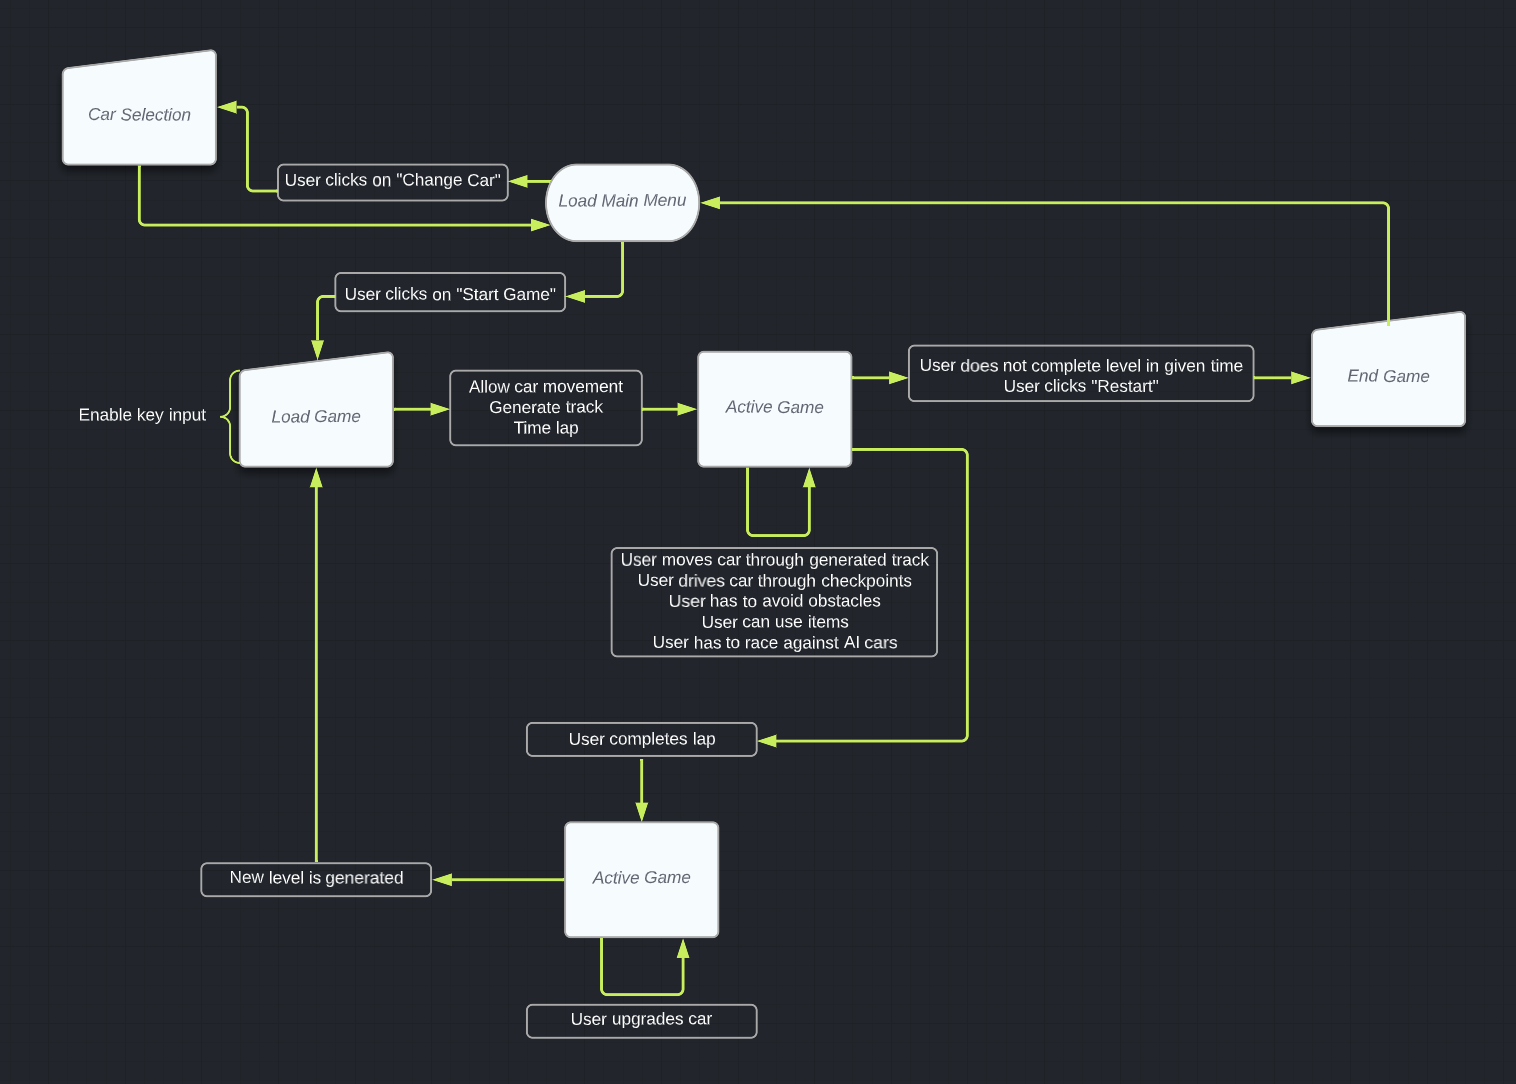 Car Selection
User clicks on "Change Car"
Load Main Menu
User clicks on "Start Game"
Enable key input
Load Game
Allow car movement
Generate track
Time lap
Active Game
User does not complete level in given time
User clicks "Restart"
End Game
User moves car through generated track
User drives car through checkpoints
User has to avoid obstacles
User can use items
User has to race against AI cars
User completes lap
Active Game
New level is generated
User upgrades car